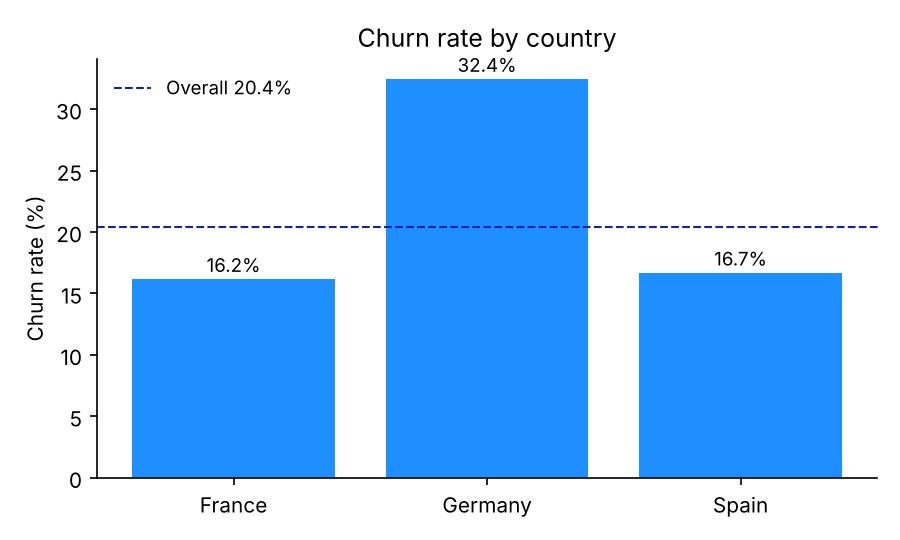 Churn rate by country
32.4%
Overall 20.4%
30
25
20
16.7%
16.2%
15
10
5
0
Churn rate (%)
France
Germany
Spain